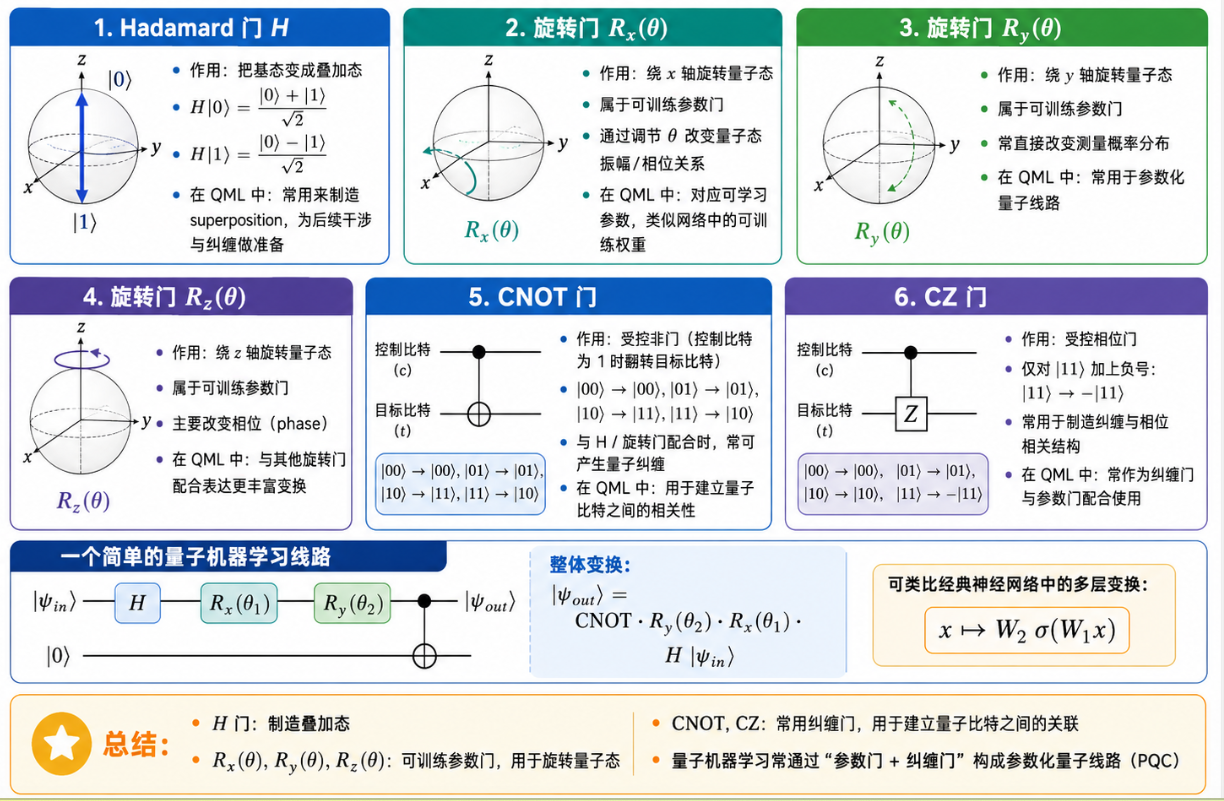 1. Hadamard 门 H
z
|0⟩
y
x
|1⟩
• 作用：把基态变成叠加态
• H|0⟩ = (|0⟩ + |1⟩)/√2
• H|1⟩ = (|0⟩ − |1⟩)/√2
• 在 QML 中：常用来制造
superposition，为后续干涉
与纠缠做准备
2. 旋转门 Rₓ(θ)
z
y
x
Rₓ(θ)
• 作用：绕 x 轴旋转量子态
• 属于可训练参数门
• 通过调节 θ 改变量子态
振幅/相位关系
• 在 QML 中：对应可学习
参数，类似网络中的可训
练权重
3. 旋转门 R_y(θ)
z
y
x
R_y(θ)
• 作用：绕 y 轴旋转量子态
• 属于可训练参数门
• 常直接改变测量概率分布
• 在 QML 中：常用于参数化
量子线路
4. 旋转门 R_z(θ)
z
y
x
R_z(θ)
• 作用：绕 z 轴旋转量子态
• 属于可训练参数门
• 主要改变相位（phase）
• 在 QML 中：与其他旋转门
配合表达更丰富变换
5. CNOT 门
控制比特
(c)
目标比特
(t)
|00⟩ → |00⟩, |01⟩ → |01⟩,
|10⟩ → |11⟩, |11⟩ → |10⟩
• 作用：受控非门（控制比特
为 1 时翻转目标比特）
• |00⟩ → |00⟩, |01⟩ → |01⟩,
|10⟩ → |11⟩, |11⟩ → |10⟩
• 与 H / 旋转门配合时，常可
产生量子纠缠
• 在 QML 中：用于建立量子
比特之间的相关性
6. CZ 门
控制比特
(c)
目标比特
(t)
Z
|00⟩ → |00⟩, |01⟩ → |01⟩,
|10⟩ → |10⟩, |11⟩ → −|11⟩
• 作用：受控相位门
• 仅对 |11⟩ 加上负号：
|11⟩ → −|11⟩
• 常用于制造纠缠与相位
相关结构
• 在 QML 中：常作为纠缠门
与参数门配合使用
一个简单的量子机器学习线路
|ψ_in⟩ H Rₓ(θ₁) R_y(θ₂) |ψ_out⟩
|0⟩
整体变换：
|ψ_out⟩ =
CNOT · R_y(θ₂) · Rₓ(θ₁) ·
H |ψ_in⟩
可类比经典神经网络中的多层变换：
x ↦ W₂ σ(W₁x)
总结：
• H 门：制造叠加态
• Rₓ(θ), R_y(θ), R_z(θ)：可训练参数门，用于旋转量子态
• CNOT, CZ：常用纠缠门，用于建立量子比特之间的关联
• 量子机器学习常通过 “参数门 + 纠缠门” 构成参数化量子线路（PQC）